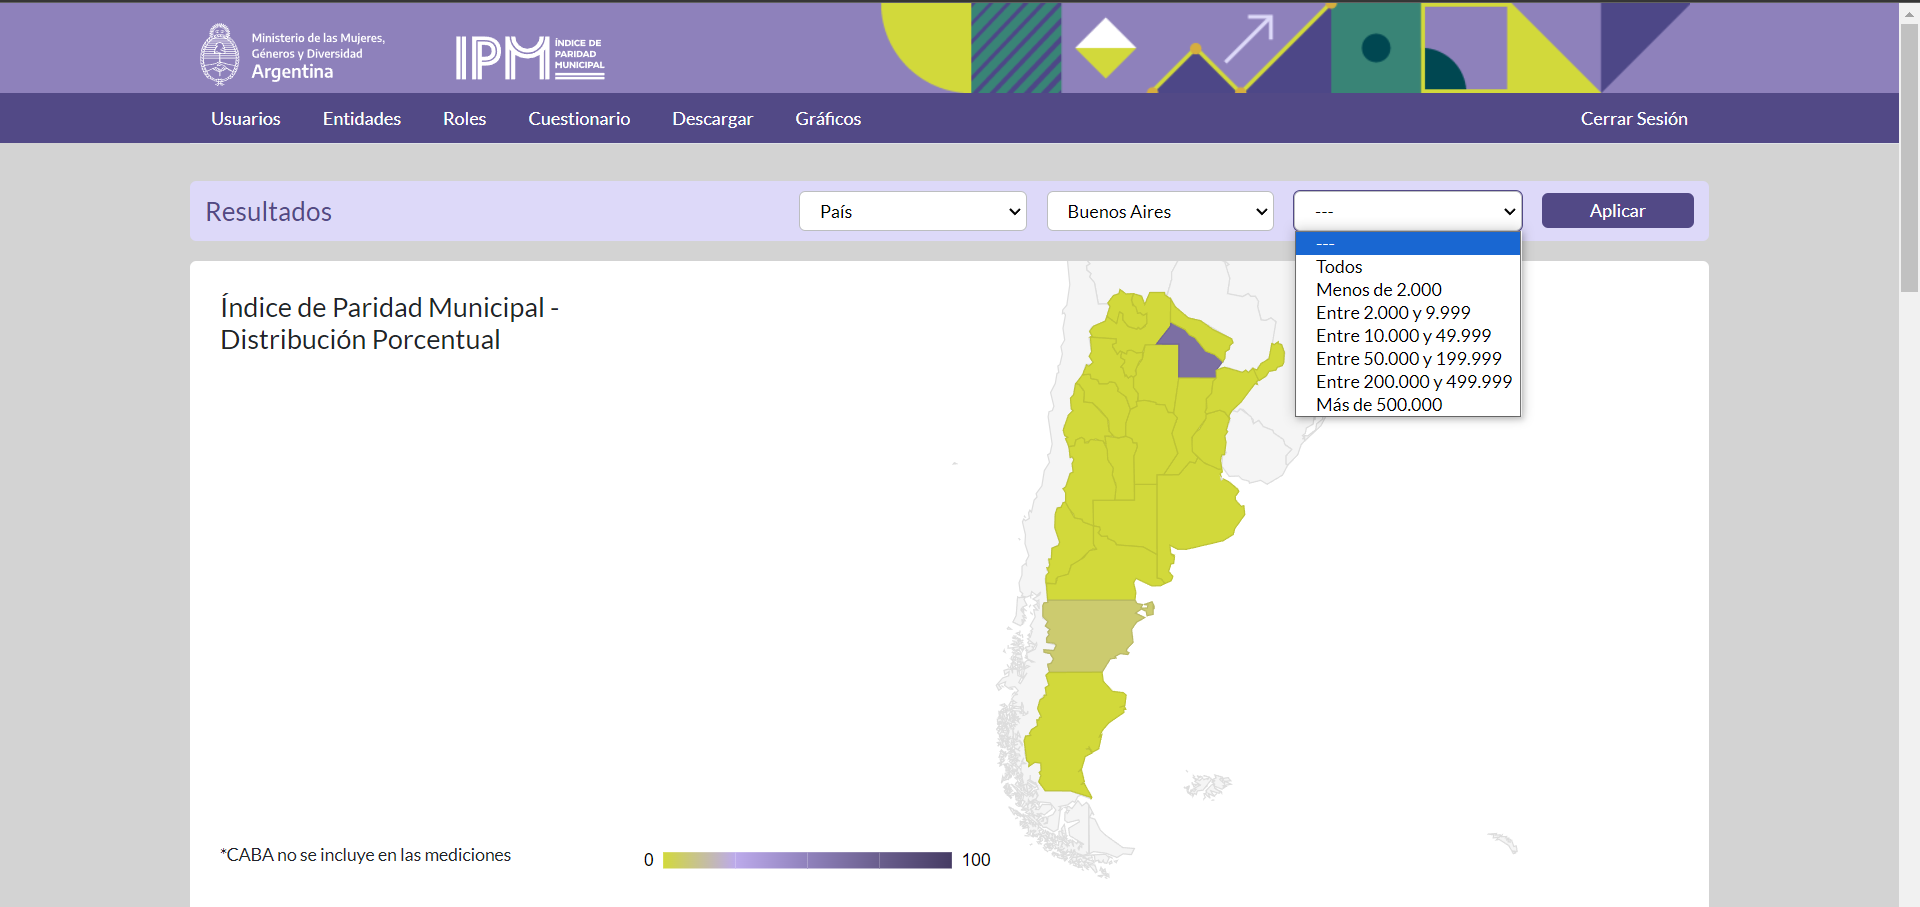 Ministerio de las Mujeres,
Géneros y Diversidad
Argentina
IPM
ÍNDICE DE
PARIDAD
MUNICIPAL
Usuarios
Entidades
Roles
Cuestionario
Descargar
Gráficos
Cerrar Sesión
Resultados
País
Buenos Aires
---
Aplicar
---
Todos
Menos de 2.000
Entre 2.000 y 9.999
Entre 10.000 y 49.999
Entre 50.000 y 199.999
Entre 200.000 y 499.999
Más de 500.000
Índice de Paridad Municipal -
Distribución Porcentual
*CABA no se incluye en las mediciones
0
100